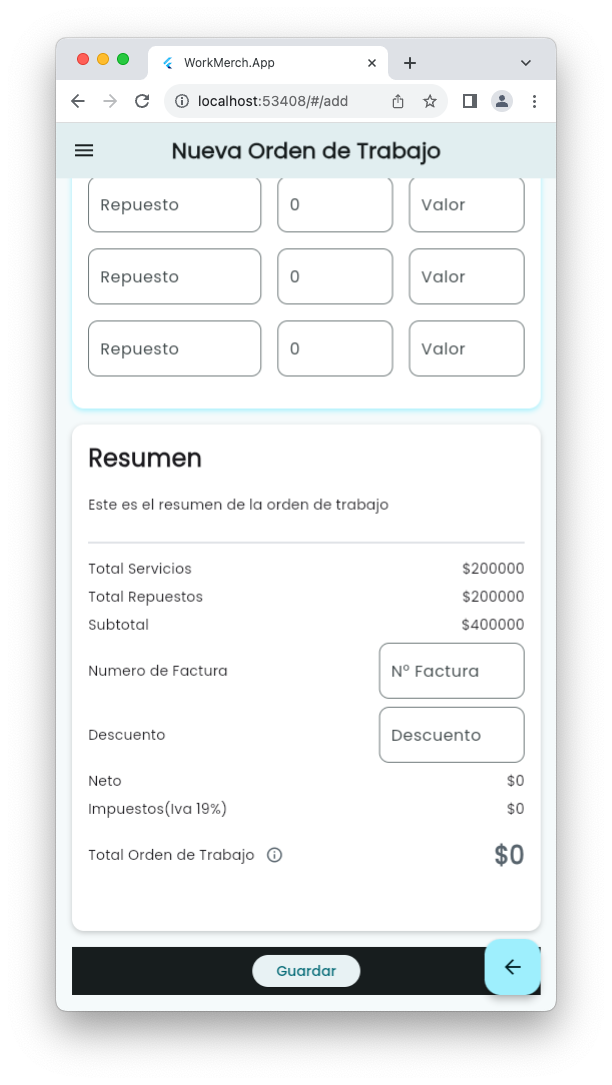 WorkMerch.App
localhost:53408/#/add
Nueva Orden de Trabajo
Repuesto 0 Valor
Repuesto 0 Valor
Repuesto 0 Valor
Resumen
Este es el resumen de la orden de trabajo
Total Servicios $200000
Total Repuestos $200000
Subtotal $400000
Numero de Factura N° Factura
Descuento Descuento
Neto $0
Impuestos(Iva 19%) $0
Total Orden de Trabajo $0
Guardar